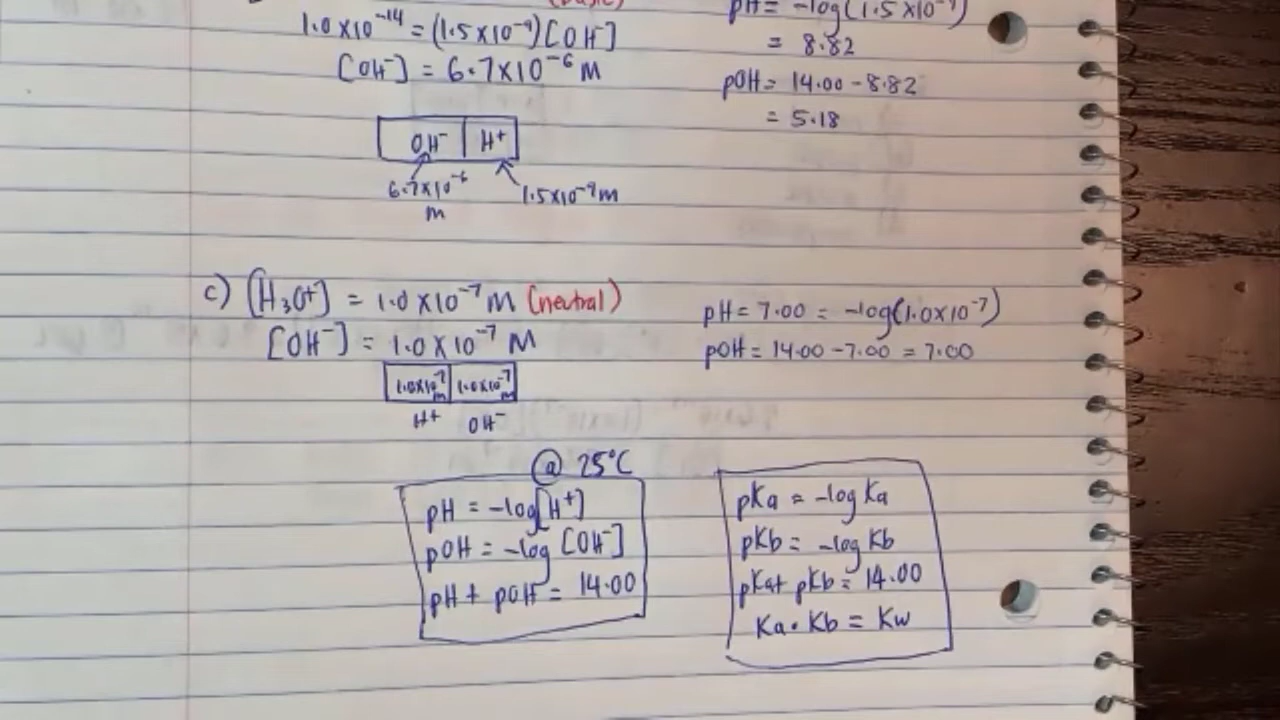 (basic)
1.0x10⁻¹⁴ = (1.5x10⁻⁹)[OH⁻]
[OH⁻] = 6.7x10⁻⁶ M
pH = -log(1.5x10⁻⁹)
= 8.82
pOH = 14.00 - 8.82
= 5.18
OH⁻ H⁺
6.7x10⁻⁶ M
1.5x10⁻⁹ M
c) [H₃O⁺] = 1.0x10⁻⁷ M (neutral)
[OH⁻] = 1.0x10⁻⁷ M
pH = 7.00 = -log(1.0x10⁻⁷)
pOH = 14.00 - 7.00 = 7.00
1.0x10⁻⁷ M 1.0x10⁻⁷ M
H⁺ OH⁻
@ 25°C
pH = -log[H⁺]
pOH = -log [OH⁻]
pH + pOH = 14.00
pKa = -log Ka
pKb = -log Kb
pKa + pKb = 14.00
Ka • Kb = Kw